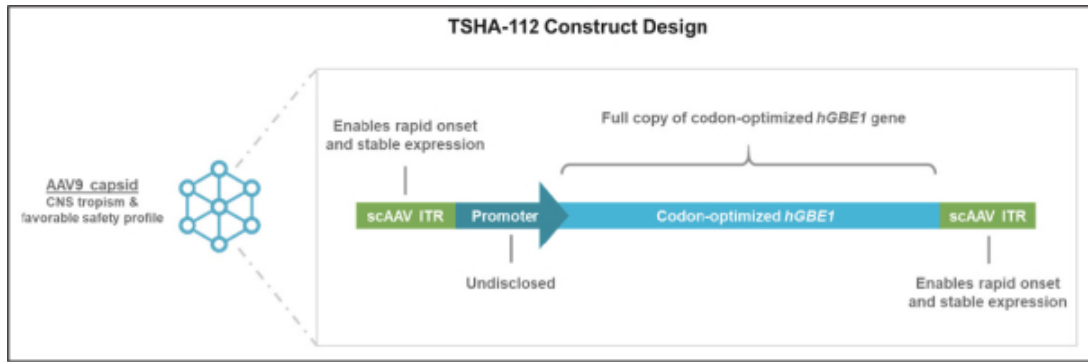 TSHA-112 Construct Design
Enables rapid onset
and stable expression
Full copy of codon-optimized hGBE1 gene
AAV9 capsid
CNS tropism &
favorable safety profile
scAAV ITR
Promoter
Codon-optimized hGBE1
scAAV ITR
Undisclosed
Enables rapid onset
and stable expression